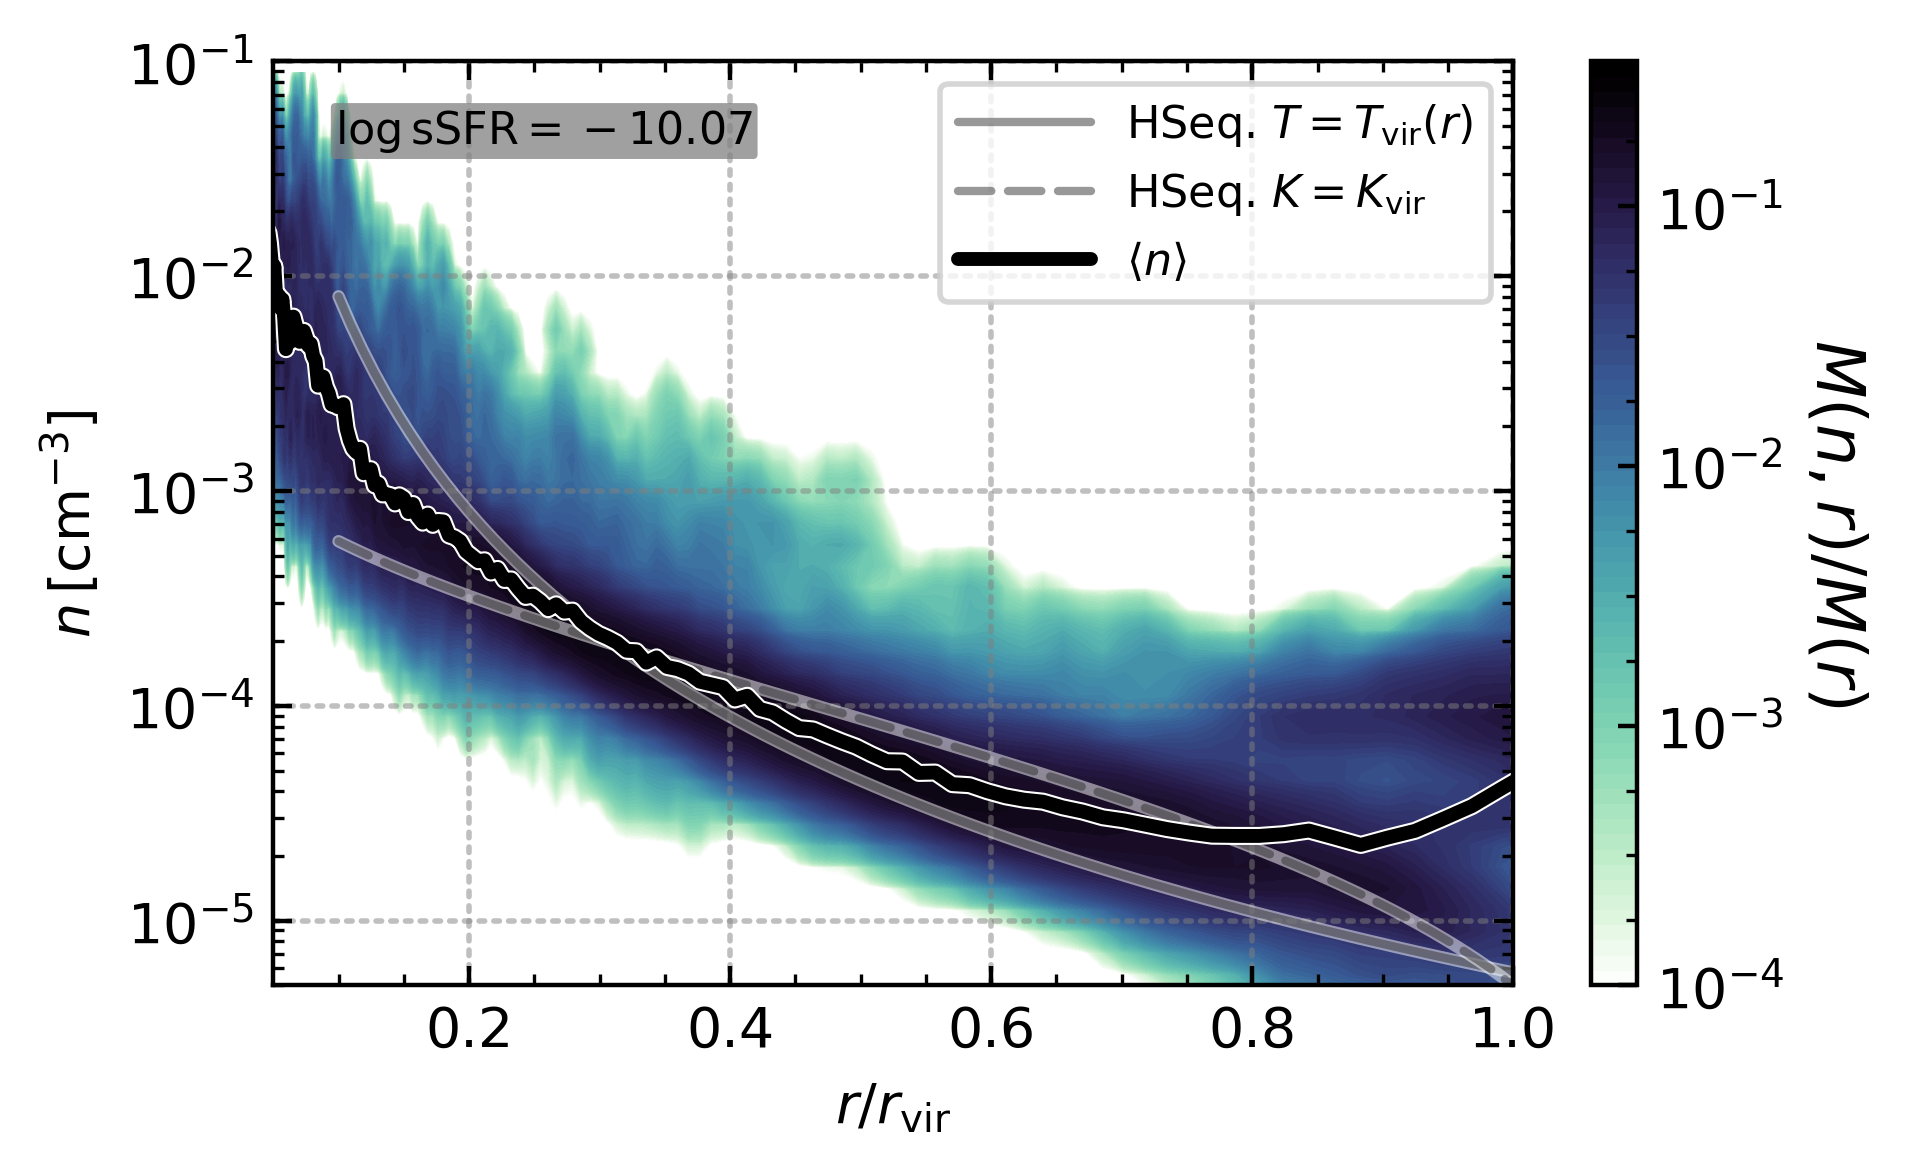 log sSFR = −10.07
HSeq. T = T_vir(r)
HSeq. K = K_vir
⟨n⟩
n [cm⁻³]
10⁻¹
10⁻²
10⁻³
10⁻⁴
10⁻⁵
0.2 0.4 0.6 0.8 1.0
r/r_vir
10⁻¹
10⁻²
10⁻³
10⁻⁴
M(n, r)/M(r)